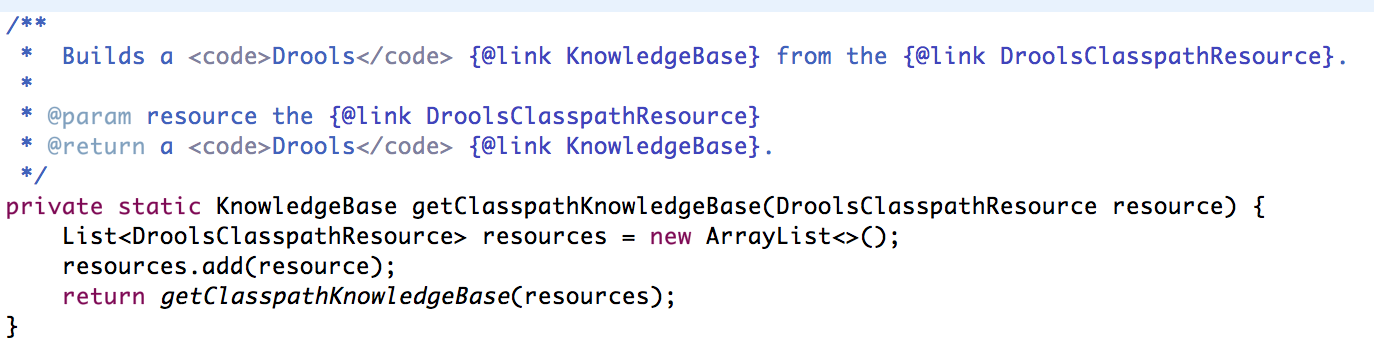 /**
 *  Builds a <code>Drools</code> {@link KnowledgeBase} from the {@link DroolsClasspathResource}.
 *
 * @param resource the {@link DroolsClasspathResource}
 * @return a <code>Drools</code> {@link KnowledgeBase}.
 */
private static KnowledgeBase getClasspathKnowledgeBase(DroolsClasspathResource resource) {
    List<DroolsClasspathResource> resources = new ArrayList<>();
    resources.add(resource);
    return getClasspathKnowledgeBase(resources);
}